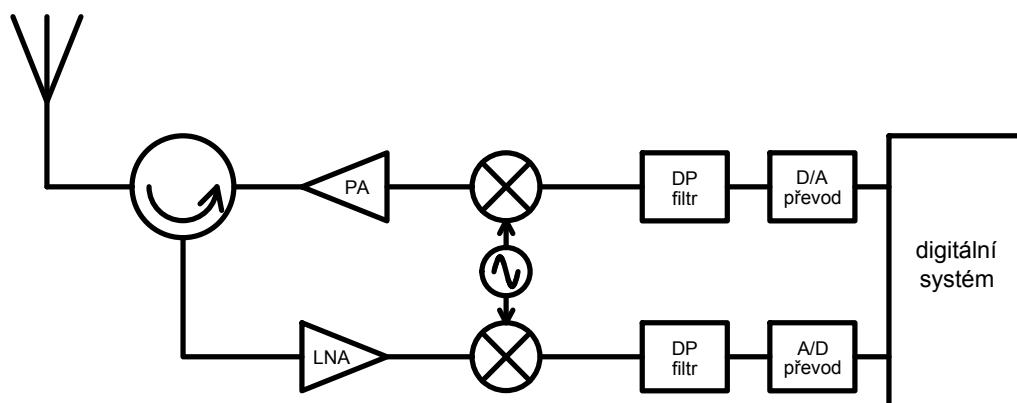 PA
DP
filtr
D/A
převod
digitální
systém
LNA
DP
filtr
A/D
převod